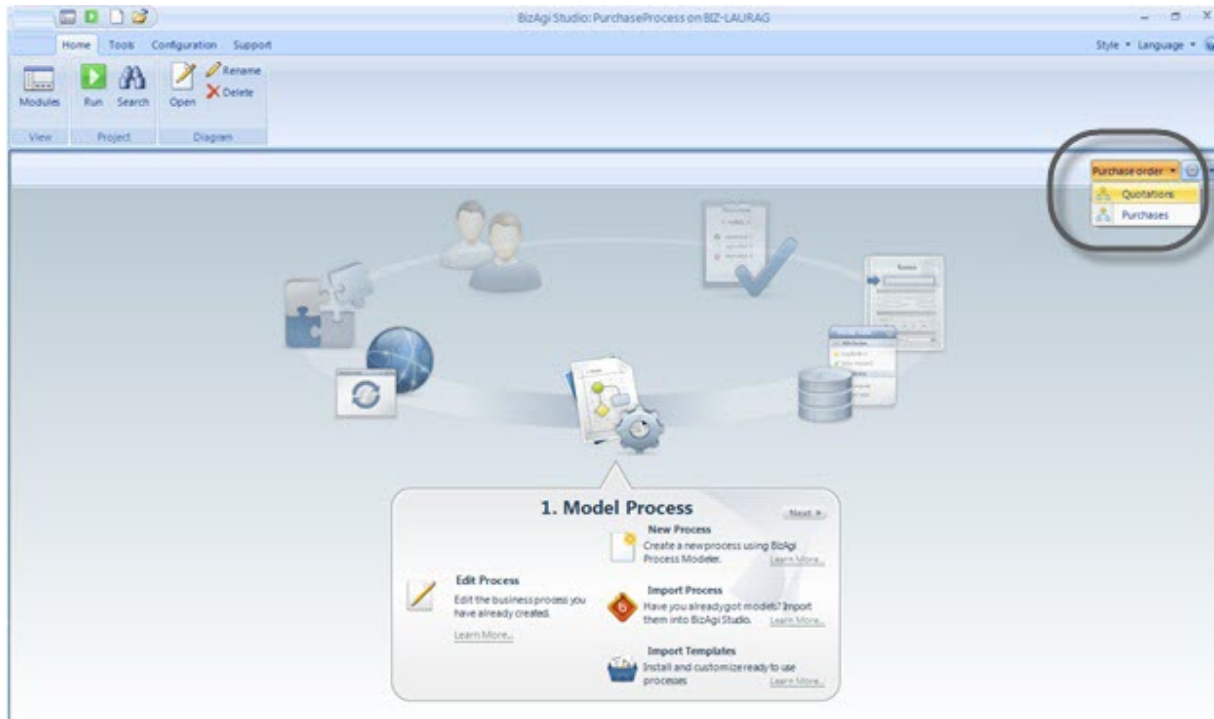 BizAgi Studio: PurchaseProcess on BIZ-LAURAG
Home Tools Configuration Support
Style Language
Modules Run Search Open Rename
Delete
View Project Diagram
Purchase order
Quotations
Purchases
1. Model Process
Next
New Process
Create a new process using BizAgi
Process Modeler. Learn More...
Edit Process
Edit the business process you
have already created.
Learn More...
Import Process
Have you already got models? Import
them into BizAgi Studio. Learn More...
Import Templates
Install and customize ready to use
processes Learn More...